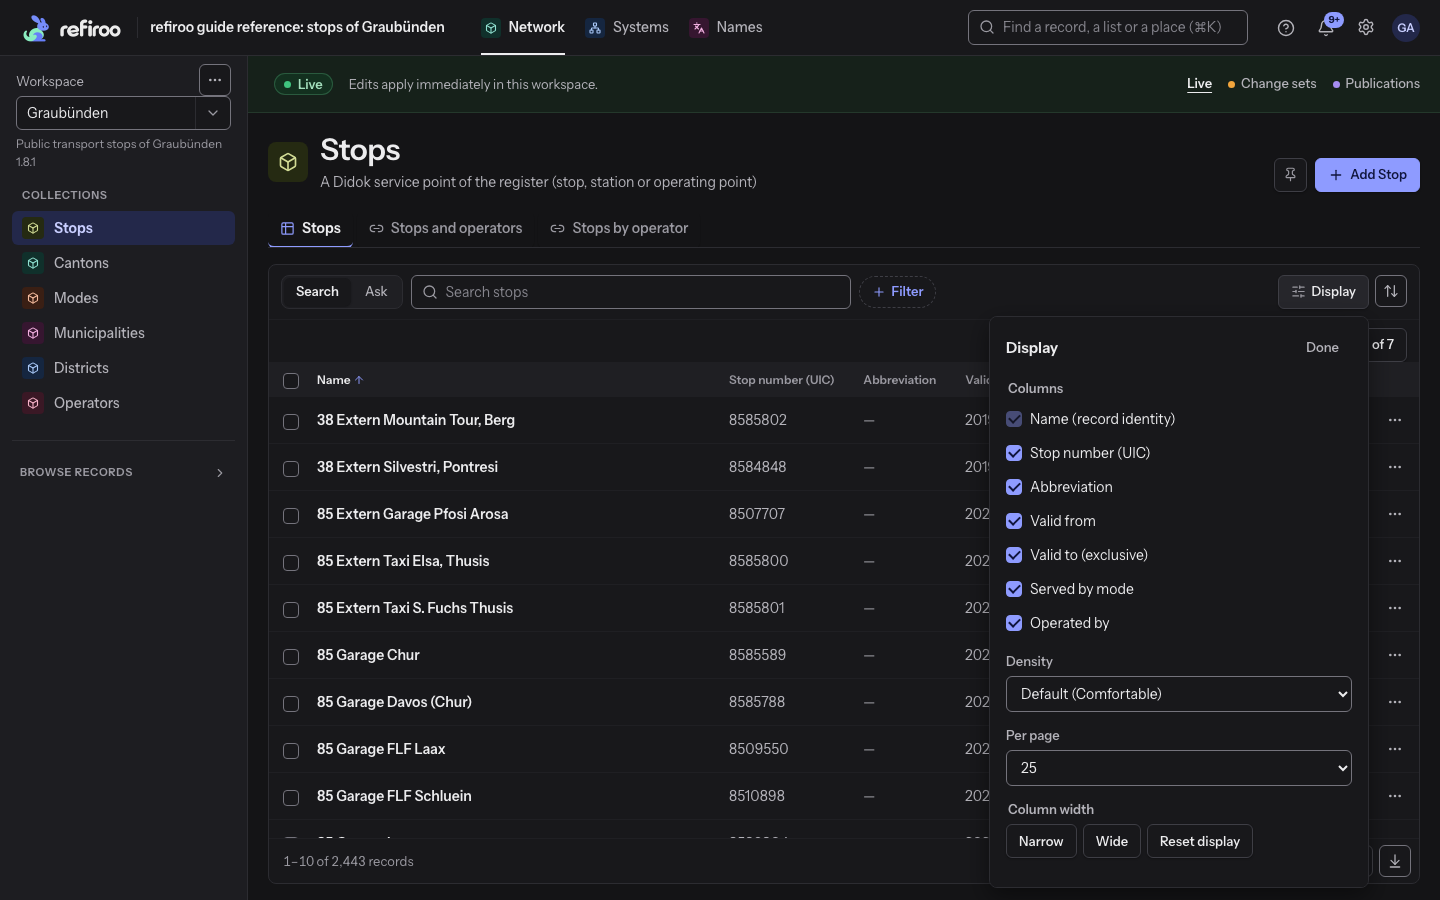 refiroo
refiroo guide reference: stops of Graubünden
Network
Systems
Names
Find a record, a list or a place (⌘K)
9+
GA
Workspace
Graubünden
Public transport stops of Graubünden
1.8.1
COLLECTIONS
Stops
Cantons
Modes
Municipalities
Districts
Operators
BROWSE RECORDS
Live
Edits apply immediately in this workspace.
Live
Change sets
Publications
Stops
A Didok service point of the register (stop, station or operating point)
Add Stop
Stops
Stops and operators
Stops by operator
Search
Ask
Search stops
Filter
Display
of 7
Name ↑ Stop number (UIC) Abbreviation
38 Extern Mountain Tour, Berg 8585802 —
38 Extern Silvestri, Pontresi 8584848 —
85 Extern Garage Pfosi Arosa 8507707 — 202
85 Extern Taxi Elsa, Thusis 8585800 — 202
85 Extern Taxi S. Fuchs Thusis 8585801 — 202
85 Garage Chur 8585589 — 202
85 Garage Davos (Chur) 8585788 — 202
85 Garage FLF Laax 8509550 — 202
85 Garage FLF Schluein 8510898 — 202
1–10 of 2,443 records
Display
Done
Columns
Name (record identity)
Stop number (UIC)
Abbreviation
Valid from
Valid to (exclusive)
Served by mode
Operated by
Density
Default (Comfortable)
Per page
25
Column width
Narrow
Wide
Reset display